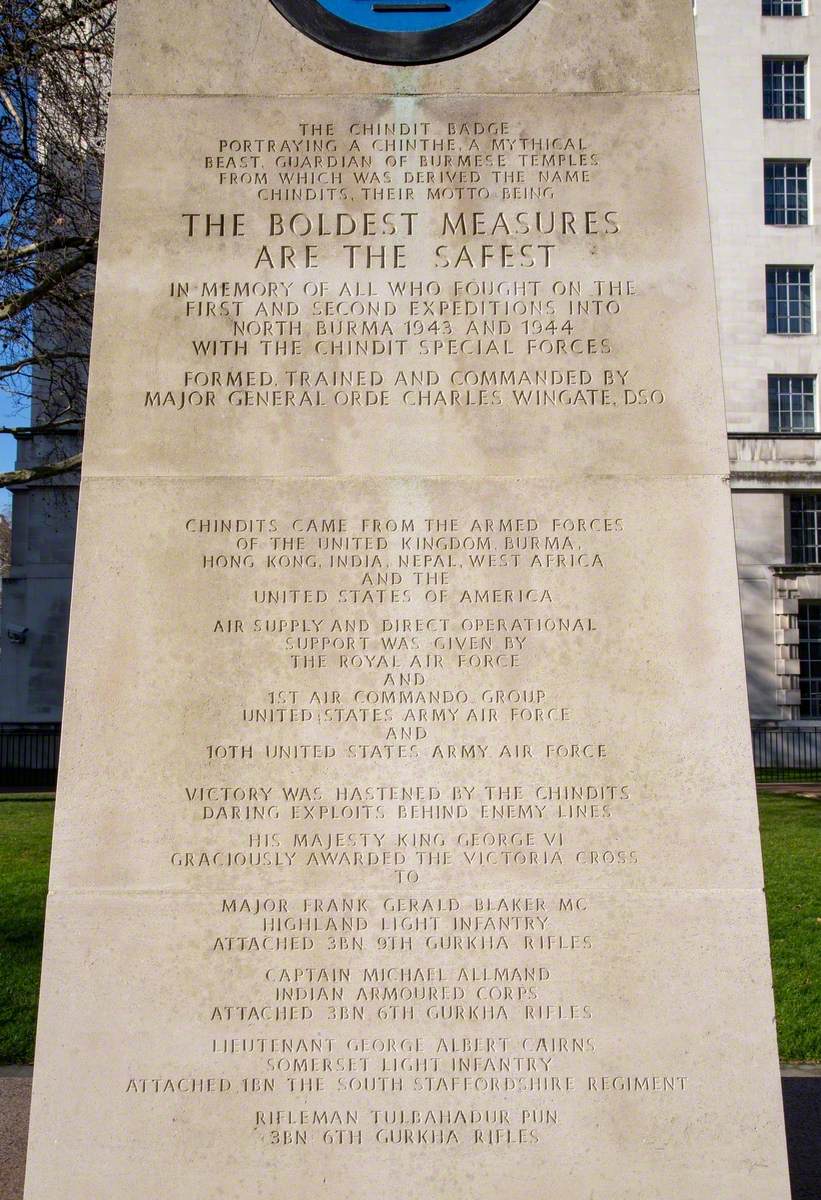 THE CHINDIT BADGE
PORTRAYING A CHINTHE, A MYTHICAL
BEAST, GUARDIAN OF BURMESE TEMPLES
FROM WHICH WAS DERIVED THE NAME
CHINDITS, THEIR MOTTO BEING
THE BOLDEST MEASURES
ARE THE SAFEST
IN MEMORY OF ALL WHO FOUGHT ON THE
FIRST AND SECOND EXPEDITIONS INTO
NORTH BURMA 1943 AND 1944
WITH THE CHINDIT SPECIAL FORCES
FORMED, TRAINED AND COMMANDED BY
MAJOR GENERAL ORDE CHARLES WINGATE, DSO
CHINDITS CAME FROM THE ARMED FORCES
OF THE UNITED KINGDOM, BURMA,
HONG KONG, INDIA, NEPAL, WEST AFRICA
AND THE
UNITED STATES OF AMERICA
AIR SUPPLY AND DIRECT OPERATIONAL
SUPPORT WAS GIVEN BY
THE ROYAL AIR FORCE
AND
1ST AIR COMMANDO GROUP
UNITED STATES ARMY AIR FORCE
AND
10TH UNITED STATES ARMY AIR FORCE
VICTORY WAS HASTENED BY THE CHINDITS
DARING EXPLOITS BEHIND ENEMY LINES
HIS MAJESTY KING GEORGE VI
GRACIOUSLY AWARDED THE VICTORIA CROSS
TO
MAJOR FRANK GERALD BLAKER MC
HIGHLAND LIGHT INFANTRY
ATTACHED 3BN 9TH GURKHA RIFLES
CAPTAIN MICHAEL ALLMAND
INDIAN ARMOURED CORPS
ATTACHED 3BN 6TH GURKHA RIFLES
LIEUTENANT GEORGE ALBERT CAIRNS
SOMERSET LIGHT INFANTRY
ATTACHED 1BN THE SOUTH STAFFORDSHIRE REGIMENT
RIFLEMAN TULBAHADUR PUN
3BN 6TH GURKHA RIFLES